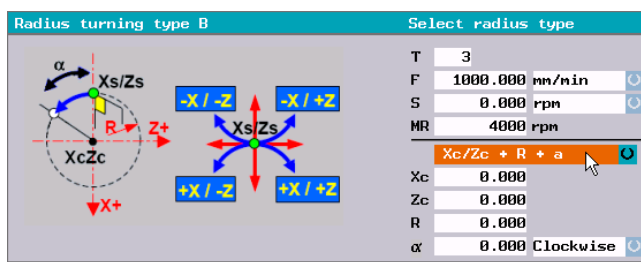 Radius turning type B
Select radius type
α
Xs/Zs
R
Z+
XcZc
X+
-X / -Z
-X / +Z
Xs/Zs
+X / -Z
+X / +Z
T 3
F 1000.000 mm/min
S 0.000 rpm
MR 4000 rpm
Xc/Zc + R + a
Xc 0.000
Zc 0.000
R 0.000
α 0.000 Clockwise